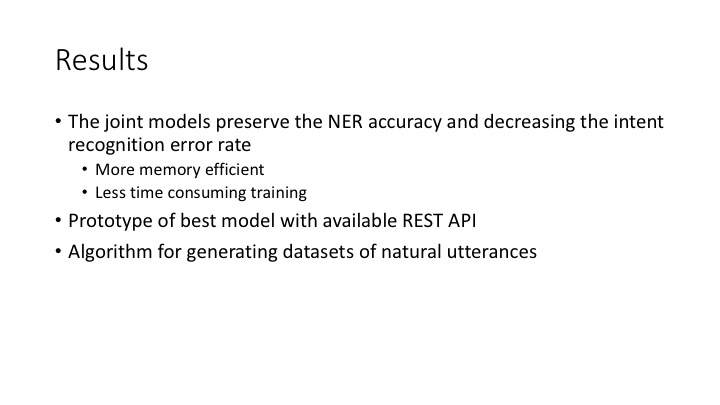 Results
• The joint models preserve the NER accuracy and decreasing the intent
recognition error rate
• More memory efficient
• Less time consuming training
• Prototype of best model with available REST API
• Algorithm for generating datasets of natural utterances